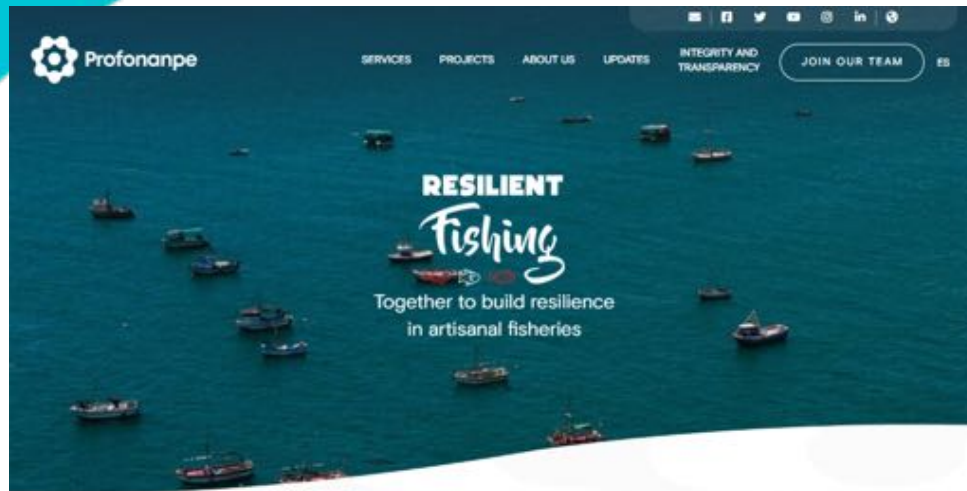 Profonanpe
SERVICES
PROJECTS
ABOUT US
UPDATES
INTEGRITY AND
TRANSPARENCY
JOIN OUR TEAM
ES
RESILIENT
Fishing
Together to build resilience
in artisanal fisheries